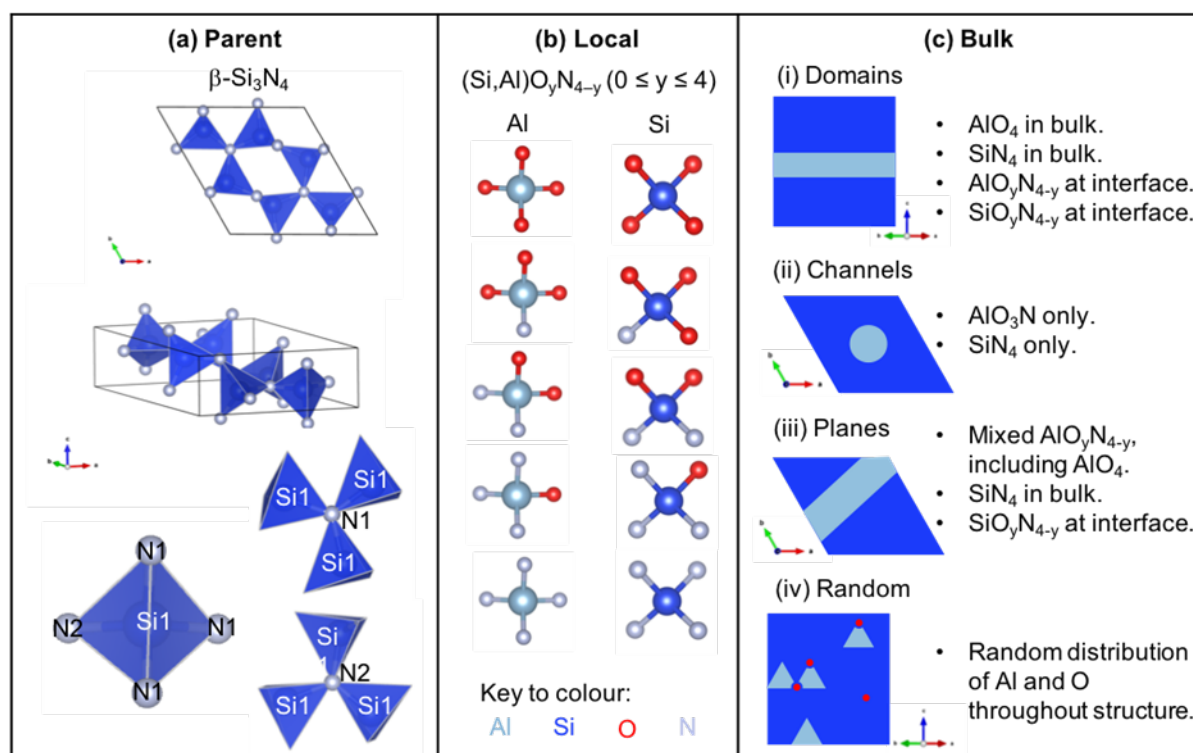 (a) Parent
β-Si₃N₄
b
a
c
b
a
Si1
Si1
N1
Si1
N1
Si1
N2
N1
N1
Si
N2
Si1
Si1
(b) Local
(Si,Al)OyN4–y (0 ≤ y ≤ 4)
Al
Si
Key to colour:
Al
Si
O
N
(c) Bulk
(i) Domains
• AlO₄ in bulk.
• SiN₄ in bulk.
• AlOyN4-y at interface.
• SiOyN4-y at interface.
c
b
a
(ii) Channels
• AlO₃N only.
• SiN₄ only.
b
a
(iii) Planes
• Mixed AlOyN4-y,
including AlO₄.
• SiN₄ in bulk.
• SiOyN4-y at interface.
b
a
(iv) Random
• Random distribution
of Al and O
throughout structure.
c
b
a